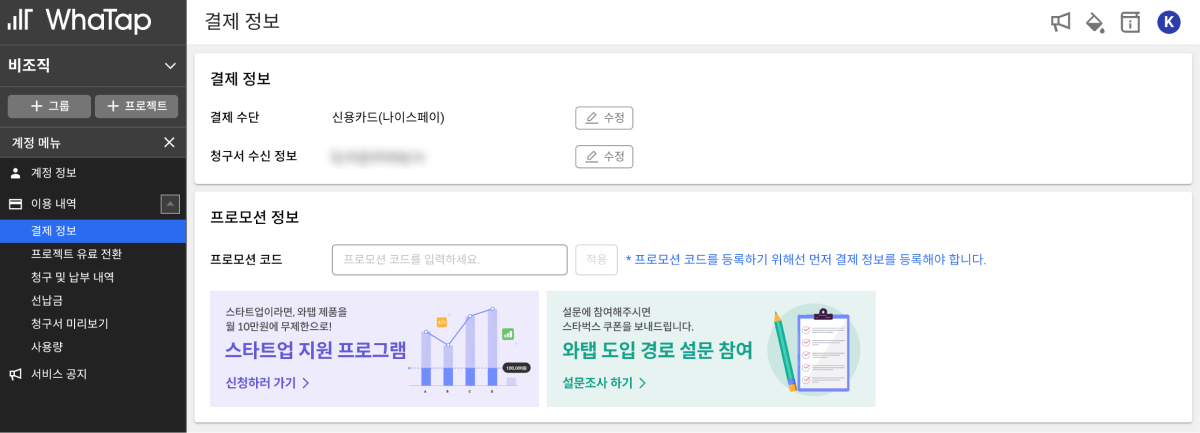 WhaTap
결제 정보
K
비조직
+ 그룹
+ 프로젝트
계정 메뉴
계정 정보
이용 내역
결제 정보
프로젝트 유료 전환
청구 및 납부 내역
선납금
청구서 미리보기
사용량
서비스 공지
결제 정보
결제 수단
신용카드(나이스페이)
수정
청구서 수신 정보
수정
프로모션 정보
프로모션 코드
프로모션 코드를 입력하세요.
적용
* 프로모션 코드를 등록하기 위해선 먼저 결제 정보를 등록해야 합니다.
스타트업이라면, 와탭 제품을
월 10만원에 무제한으로!
스타트업 지원 프로그램
신청하러 가기 >
100,000원
A B C D
설문에 참여해주시면
스타벅스 쿠폰을 보내드립니다.
와탭 도입 경로 설문 참여
설문조사 하기 >